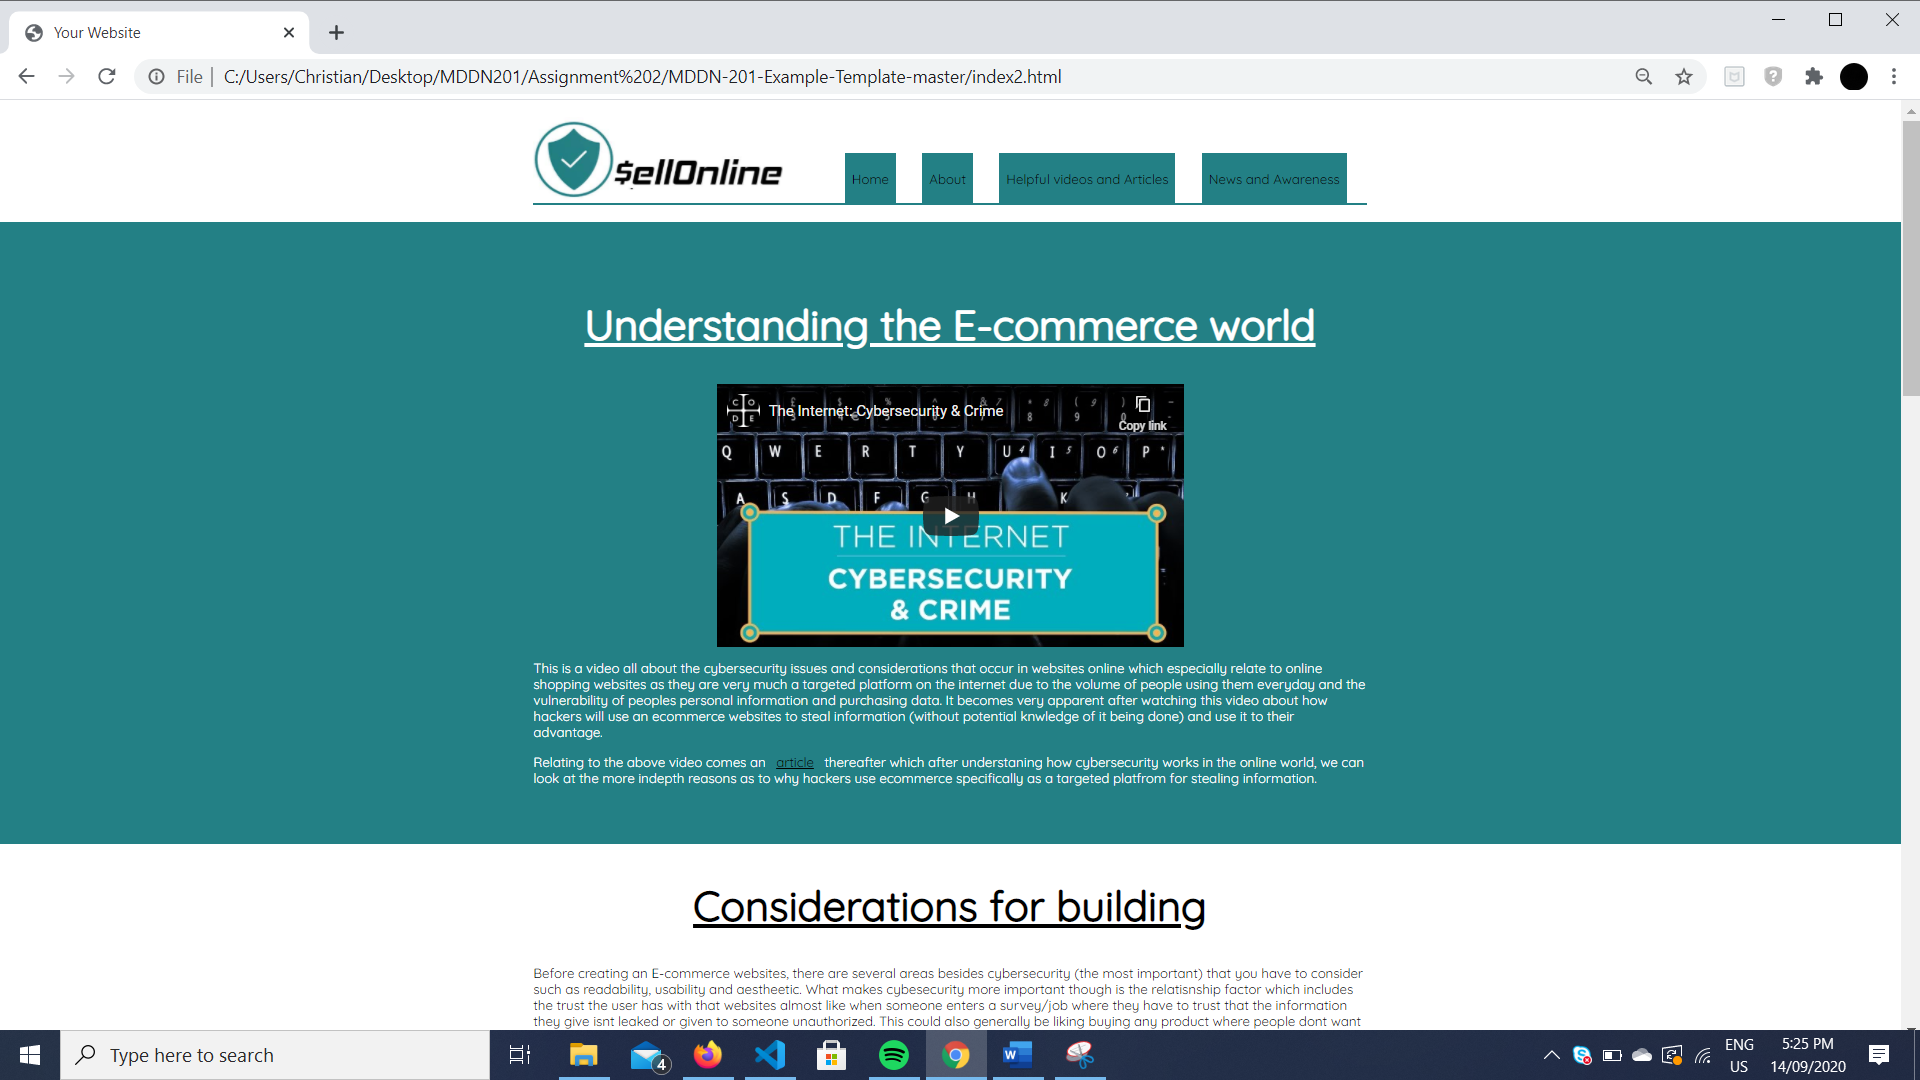 Your Website
File
C:/Users/Christian/Desktop/MDDN201/Assignment%202/MDDN-201-Example-Template-master/index2.html
$ellOnline
Home
About
Helpful videos and Articles
News and Awareness
Understanding the E-commerce world
CODE
The Internet: Cybersecurity & Crime
Copy link
Q W E R T Y U I O P
A S D F G H K
THE INTERNET
CYBERSECURITY
& CRIME
This is a video all about the cybersecurity issues and considerations that occur in websites online which especially relate to online
shopping websites as they are very much a targeted platform on the internet due to the volume of people using them everyday and the
vulnerability of peoples personal information and purchasing data. It becomes very apparent after watching this video about how
hackers will use an ecommerce websites to steal information (without potential knwledge of it being done) and use it to their
advantage.
Relating to the above video comes an article thereafter which after understaning how cybersecurity works in the online world, we can
look at the more indepth reasons as to why hackers use ecommerce specifically as a targeted platfrom for stealing information.
Considerations for building
Before creating an E-commerce websites, there are several areas besides cybersecurity (the most important) that you have to consider
such as readability, usability and aestheetic. What makes cybesecurity more important though is the relatisnship factor which includes
the trust the user has with that websites almost like when someone enters a survey/job where they have to trust that the information
they give isnt leaked or given to someone unauthorized. This could also generally be liking buying any product where people dont want
Type here to search
4
ENG
US
5:25 PM
14/09/2020